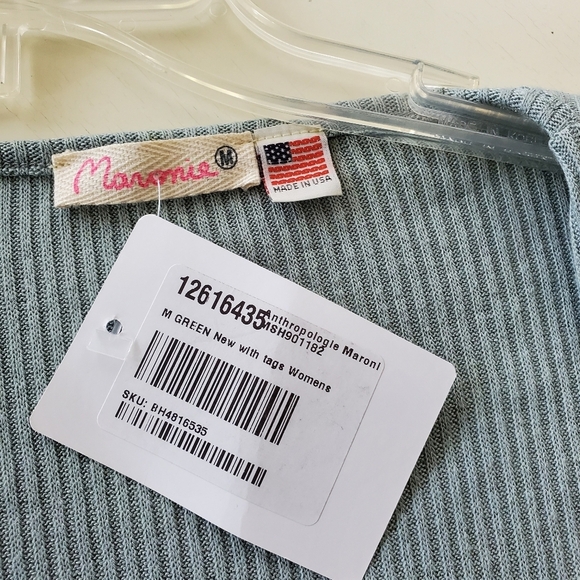 Maronie M
MADE IN USA
12616435 Anthropologie Maroni
MSH901182
M GREEN New with tags Womens
SKU: BH4816535